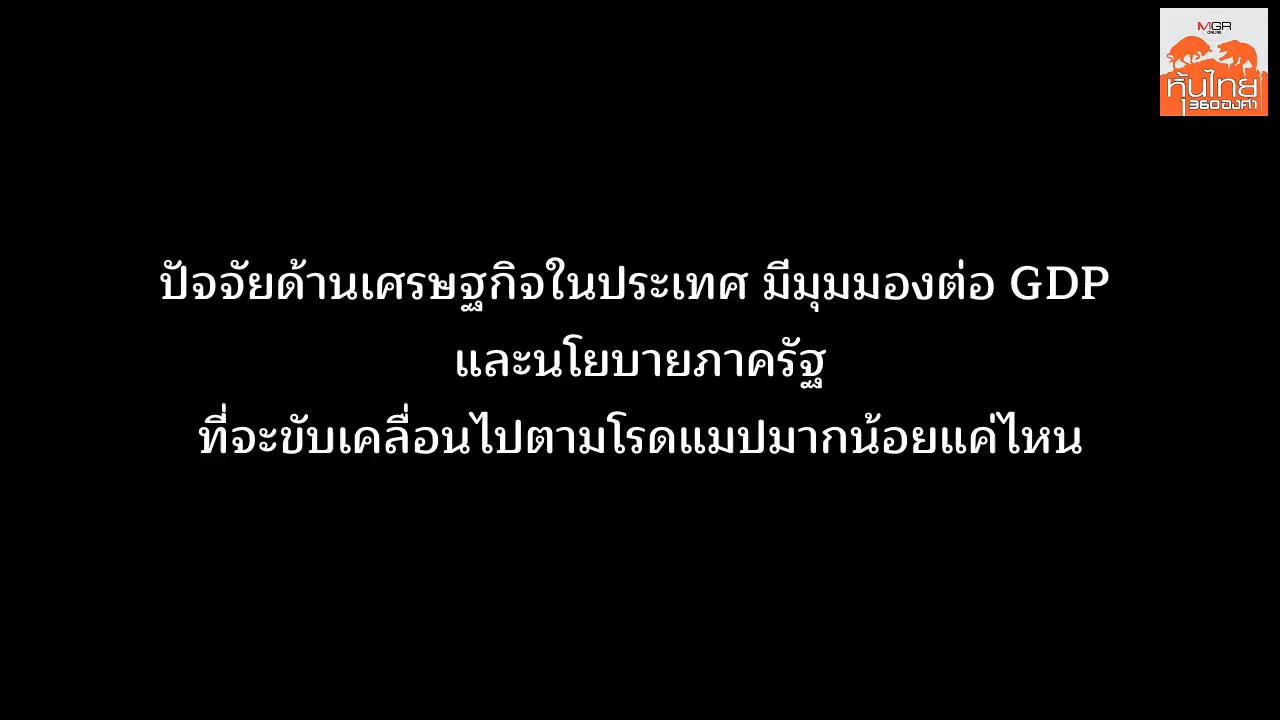 MGR
ONLINE
หุ้นไทย
360องศา
ปัจจัยด้านเศรษฐกิจในประเทศ มีมุมมองต่อ GDP
และนโยบายภาครัฐ
ที่จะขับเคลื่อนไปตามโรดแมปมากน้อยแค่ไหน